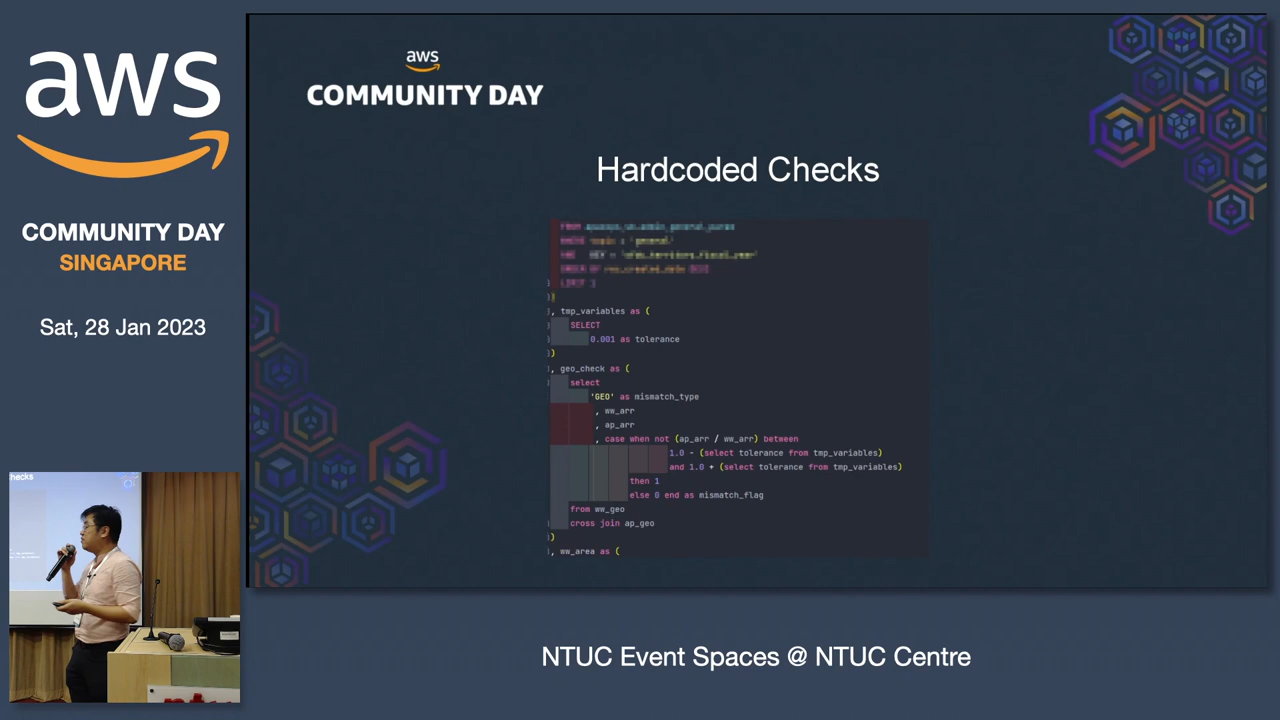 aws
COMMUNITY DAY
SINGAPORE
Sat, 28 Jan 2023
aws
COMMUNITY DAY
Hardcoded Checks
)
, tmp_variables as (
SELECT
0.001 as tolerance
)
, geo_check as (
select
'GEO' as mismatch_type
, ww_arr
, ap_arr
, case when not (ap_arr / ww_arr) between
1.0 - (select tolerance from tmp_variables)
and 1.0 + (select tolerance from tmp_variables)
then 1
else 0 end as mismatch_flag
from ww_geo
cross join ap_geo
)
, ww_area as (
hecks
NTUC Event Spaces @ NTUC Centre